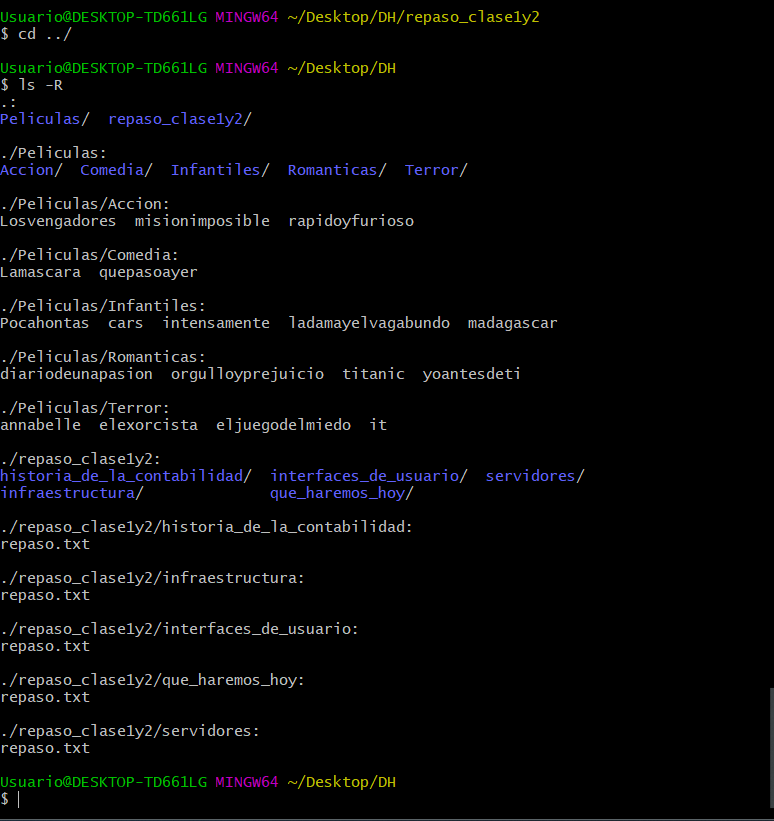 Usuario@DESKTOP-TD661LG MINGW64 ~/Desktop/DH/repaso_clase1y2
$ cd ../
Usuario@DESKTOP-TD661LG MINGW64 ~/Desktop/DH
$ ls -R
.:
Peliculas/  repaso_clase1y2/
./Peliculas:
Accion/  Comedia/  Infantiles/  Romanticas/  Terror/
./Peliculas/Accion:
Losvengadores  misionimposible  rapidoyfurioso
./Peliculas/Comedia:
Lamascara  quepasoayer
./Peliculas/Infantiles:
Pocahontas  cars  intensamente  ladamayelvagabundo  madagascar
./Peliculas/Romanticas:
diariodeunapasion  orgulloyprejuicio  titanic  yoantesdeti
./Peliculas/Terror:
annabelle  elexorcista  eljuegodelmiedo  it
./repaso_clase1y2:
historia_de_la_contabilidad/  interfaces_de_usuario/  servidores/
infraestructura/              que_haremos_hoy/
./repaso_clase1y2/historia_de_la_contabilidad:
repaso.txt
./repaso_clase1y2/infraestructura:
repaso.txt
./repaso_clase1y2/interfaces_de_usuario:
repaso.txt
./repaso_clase1y2/que_haremos_hoy:
repaso.txt
./repaso_clase1y2/servidores:
repaso.txt
Usuario@DESKTOP-TD661LG MINGW64 ~/Desktop/DH
$